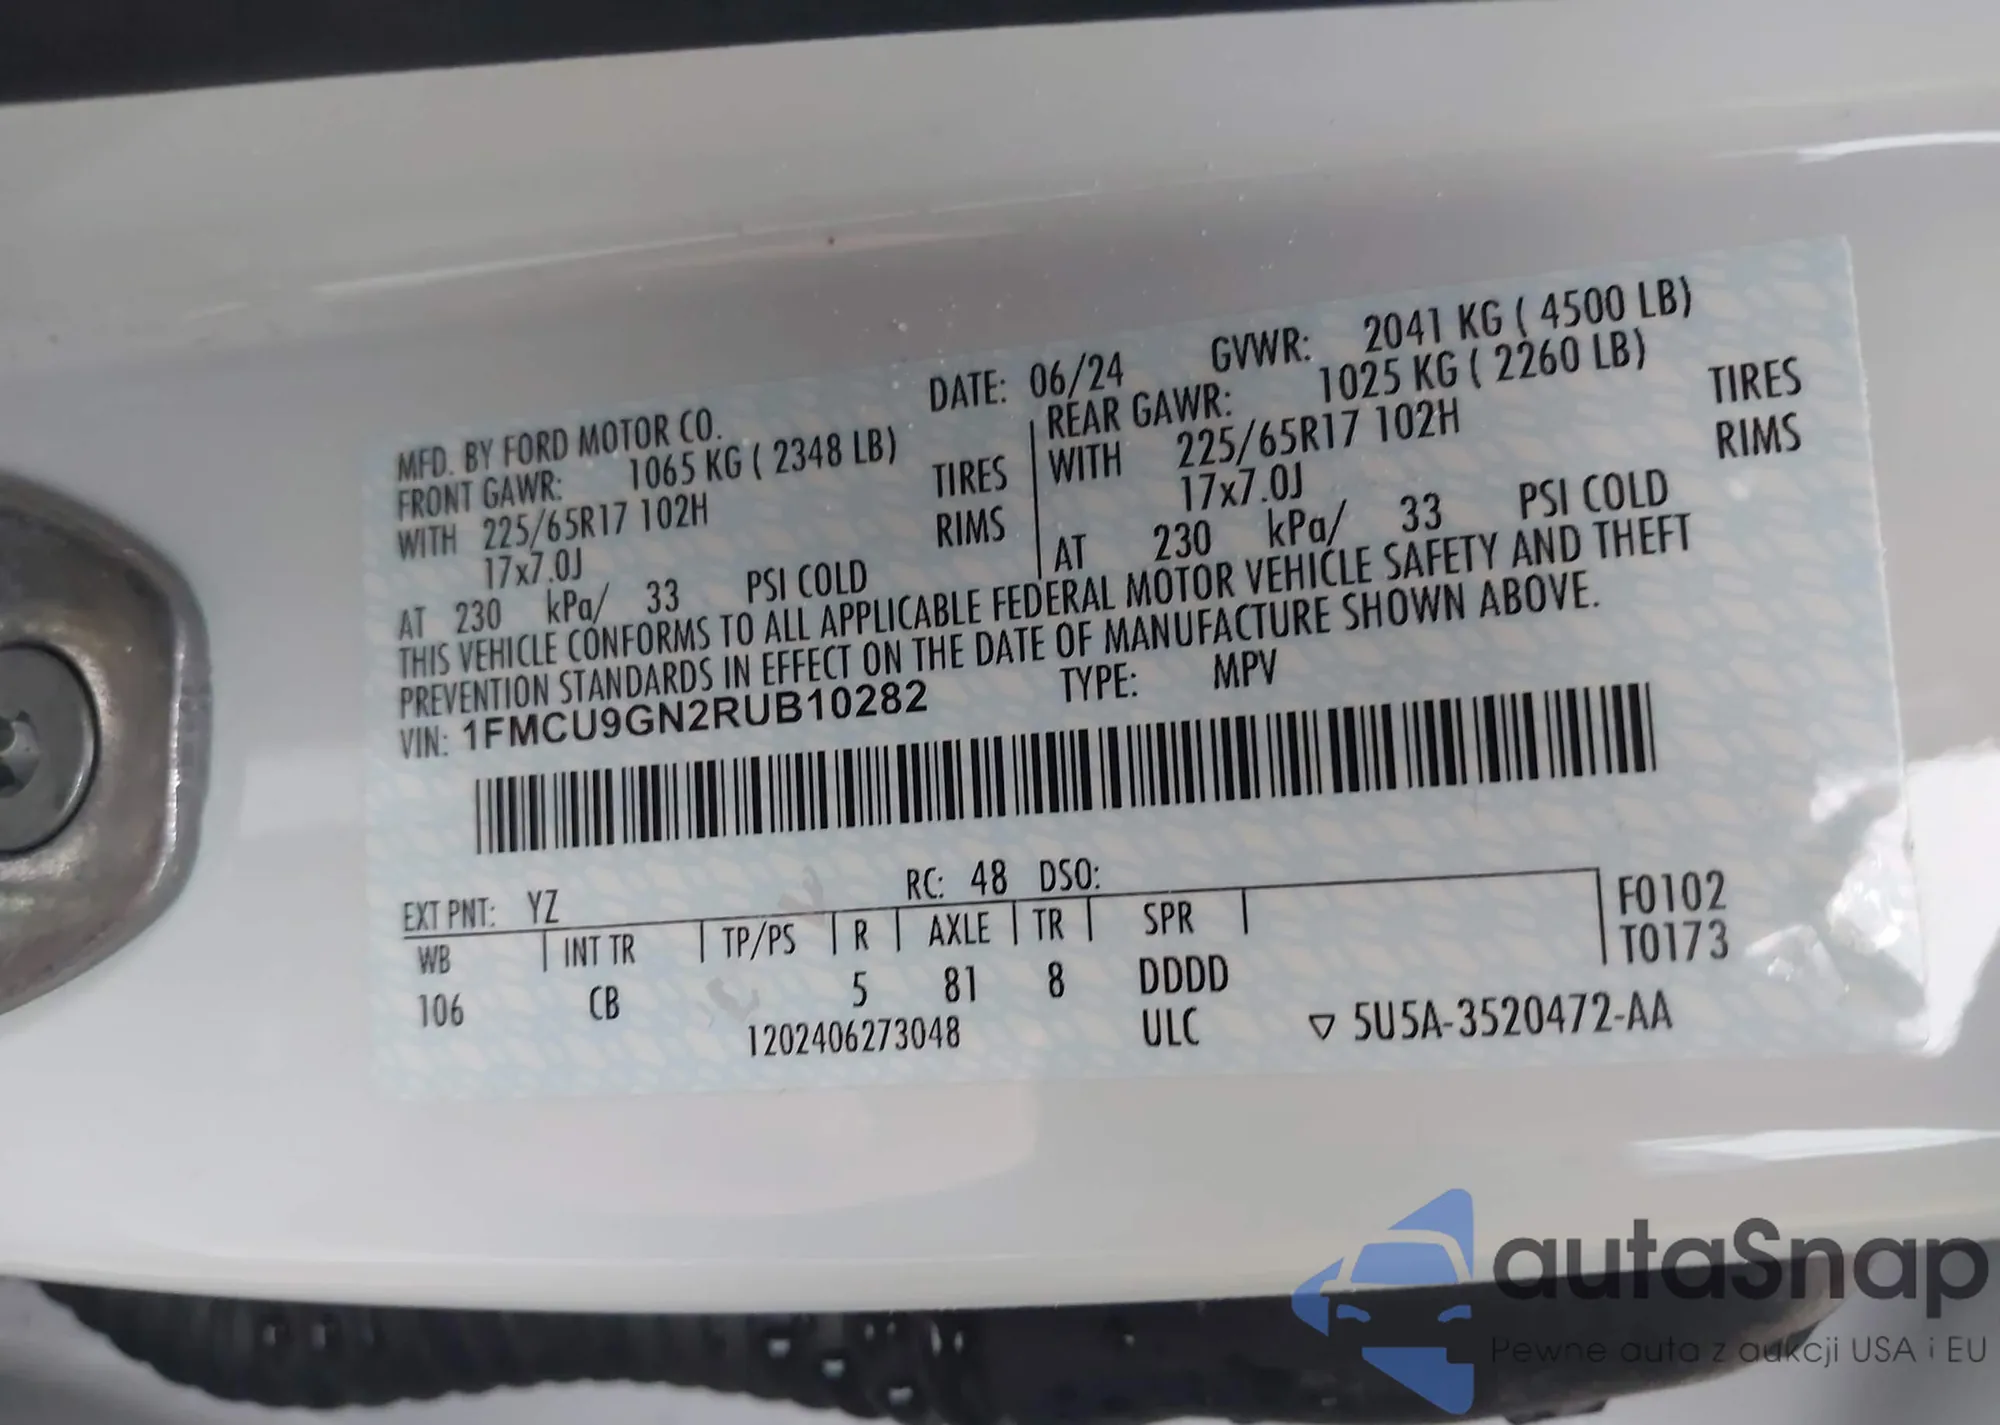 MFD. BY FORD MOTOR CO. DATE: 06/24 GVWR: 2041 KG ( 4500 LB)
FRONT GAWR: 1065 KG ( 2348 LB) REAR GAWR: 1025 KG ( 2260 LB)
WITH 225/65R17 102H TIRES WITH 225/65R17 102H TIRES
17x7.0J RIMS 17x7.0J RIMS
AT 230 kPa/ 33 PSI COLD AT 230 kPa/ 33 PSI COLD
THIS VEHICLE CONFORMS TO ALL APPLICABLE FEDERAL MOTOR VEHICLE SAFETY AND THEFT
PREVENTION STANDARDS IN EFFECT ON THE DATE OF MANUFACTURE SHOWN ABOVE.
VIN: 1FMCU9GN2RUB10282 TYPE: MPV
EXT PNT: YZ RC: 48 DSO:
WB INT TR TP/PS R AXLE TR SPR F0102
T0173
106 CB 5 81 8 DDDD
1202406273048 ULC ▽ 5U5A-3520472-AA
autaSnap
Pewne auta z aukcji USA i EU